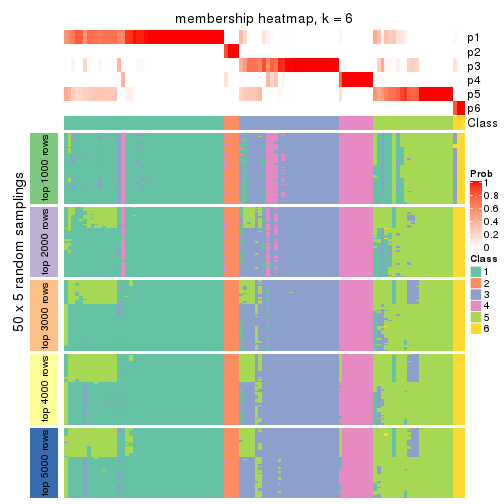 membership heatmap, k = 6
p1
p2
p3
p4
p5
p6
Class
50 x 5 random samplings
top 1000 rows
top 2000 rows
top 3000 rows
top 4000 rows
top 5000 rows
Prob
1
0.8
0.6
0.4
0.2
0
Class
1
2
3
4
5
6